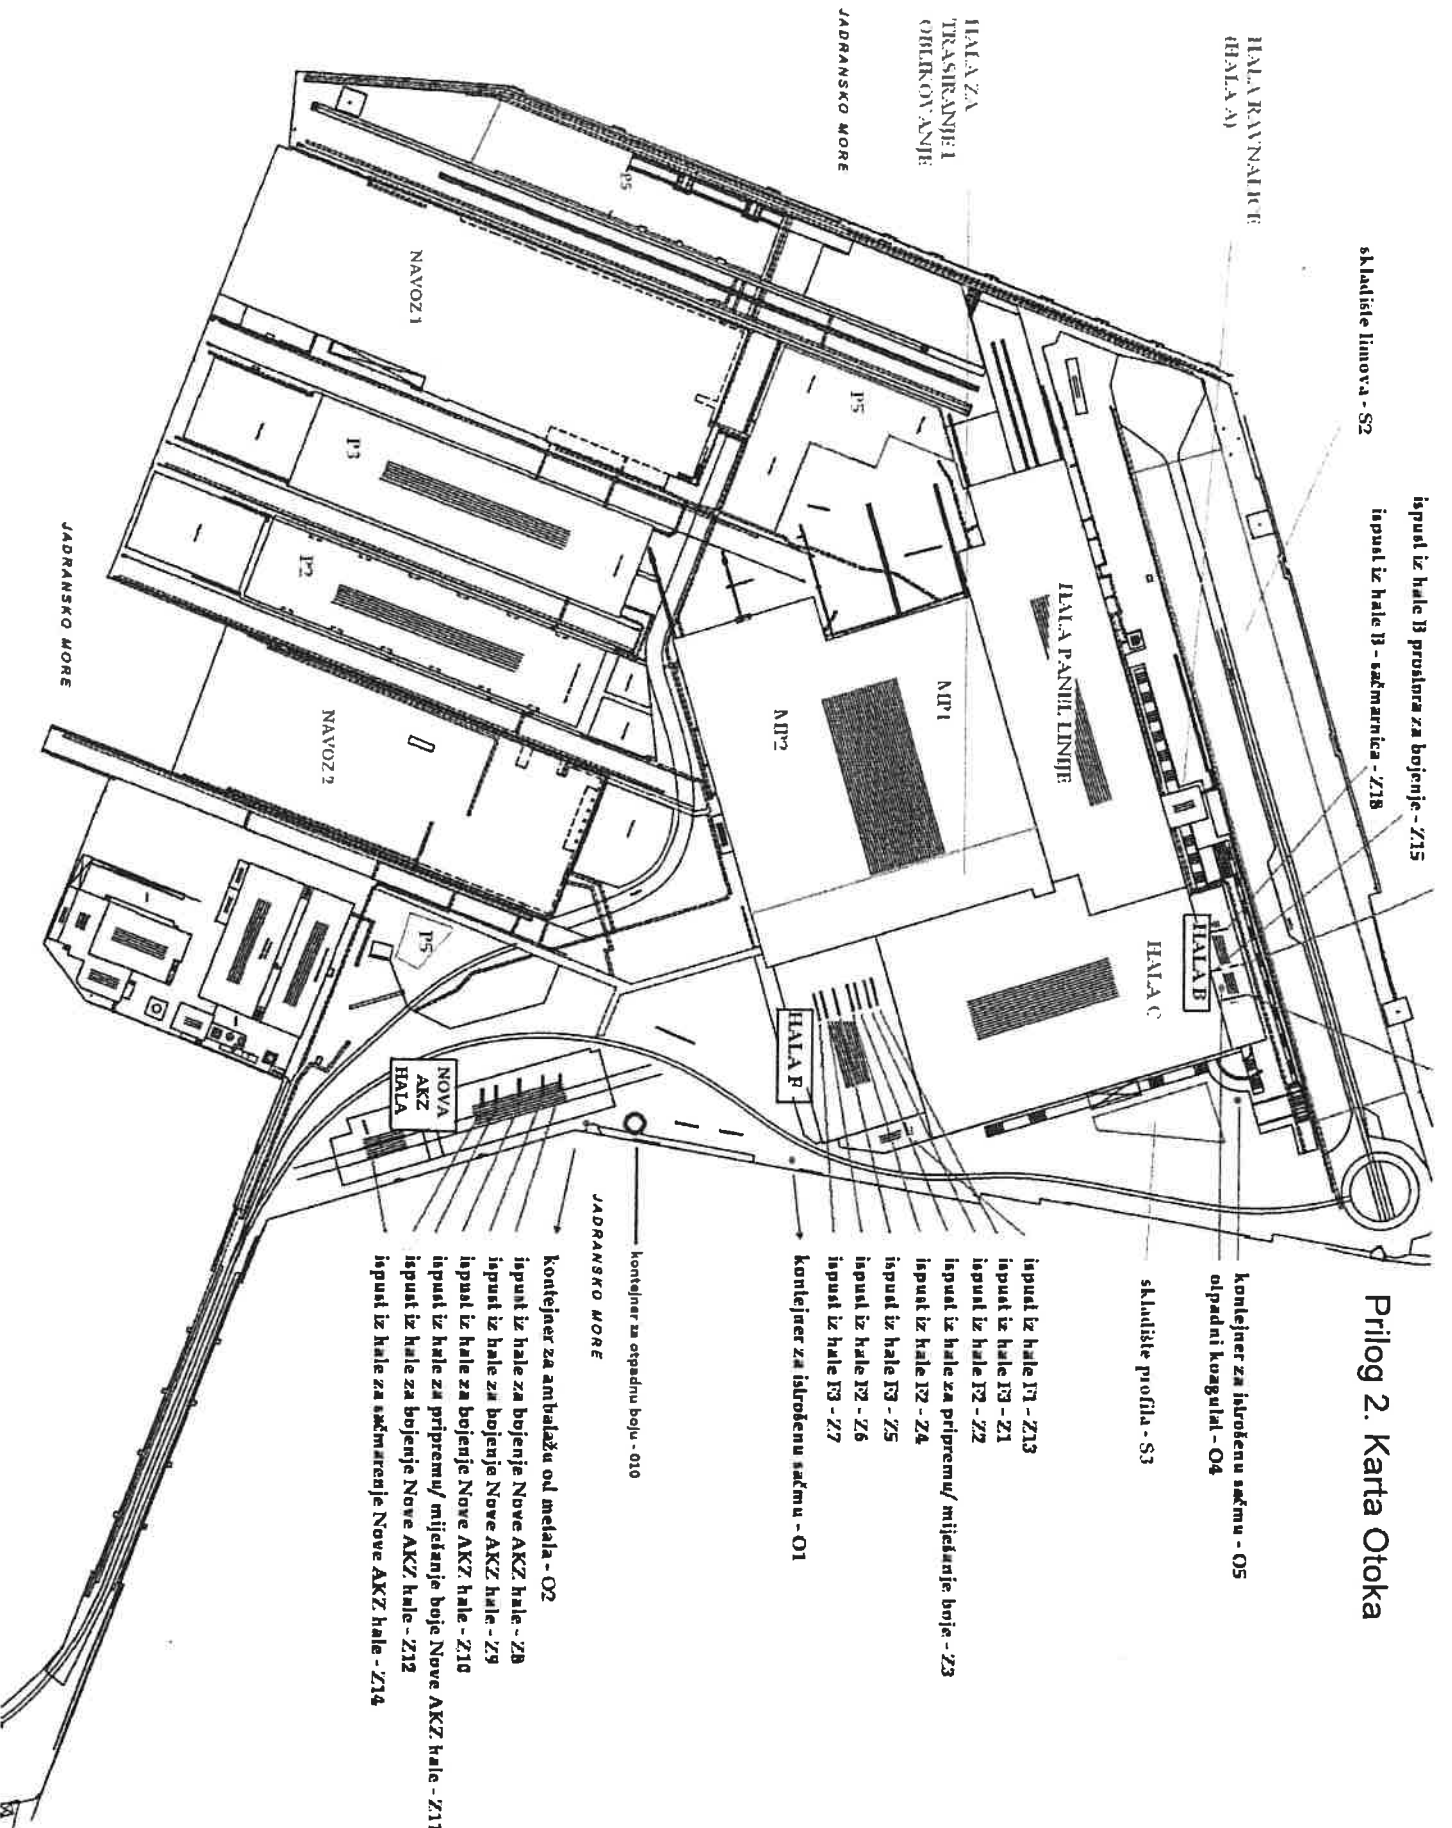 Prilog 2. Karta Otoka
ispust iz hale B prostora za bojenje - Z15
ispust iz hale B - sačmarnica - Z18
skladište limova - S2
HALA RAVNALICE
(HALA A)
HALA ZA
TRASIRANJE I
OBLIKOVANJE
JADRANSKO MORE
kontejner za istrošenu sačmu - O5
otpadni koagulat - O4
skladište profila - S3
ispust iz hale F1 - Z13
ispust iz hale F3 - Z1
ispust iz hale F2 - Z2
ispust iz hale za pripremu/ miješanje boje - Z3
ispust iz hale F2 - Z4
ispust iz hale F3 - Z5
ispust iz hale F2 - Z6
ispust iz hale F3 - Z7
kontejner za istrošenu sačmu - O1
kontejner za otpadnu boju - 010
JADRANSKO MORE
kontejner za ambalažu od metala - O2
ispust iz hale za bojenje Nove AKZ hale - Z8
ispust iz hale za bojenje Nove AKZ hale - Z9
ispust iz hale za bojenje Nove AKZ hale - Z10
ispust iz hale za pripremu/ miješanje boje Nove AKZ hale - Z11
ispust iz hale za bojenje Nove AKZ hale - Z12
ispust iz hale za sačmarenje Nove AKZ hale - Z14
HALA B
HALA C
HALA PANEL LINIJE
MP1
MP2
HALA F
NOVA
AKZ
HALA
P5
P5
P5
NAVOZ 1
P3
P2
NAVOZ 2
JADRANSKO MORE